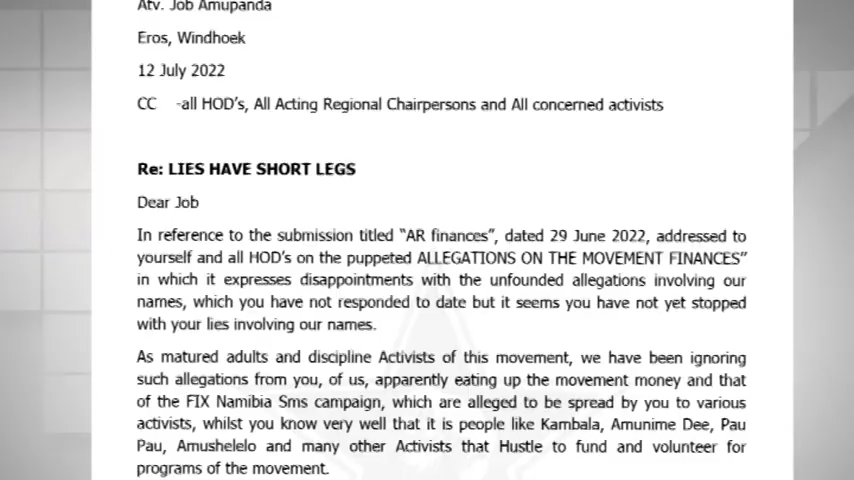 Atv. Job Amupanda
Eros, Windhoek
12 July 2022
CC -all HOD's, All Acting Regional Chairpersons and All concerned activists
Re: LIES HAVE SHORT LEGS
Dear Job
In reference to the submission titled "AR finances", dated 29 June 2022, addressed to
yourself and all HOD's on the puppeted ALLEGATIONS ON THE MOVEMENT FINANCES"
in which it expresses disappointments with the unfounded allegations involving our
names, which you have not responded to date but it seems you have not yet stopped
with your lies involving our names.
As matured adults and discipline Activists of this movement, we have been ignoring
such allegations from you, of us, apparently eating up the movement money and that
of the FIX Namibia Sms campaign, which are alleged to be spread by you to various
activists, whilst you know very well that it is people like Kambala, Amunime Dee, Pau
Pau, Amushelelo and many other Activists that Hustle to fund and volunteer for
programs of the movement.